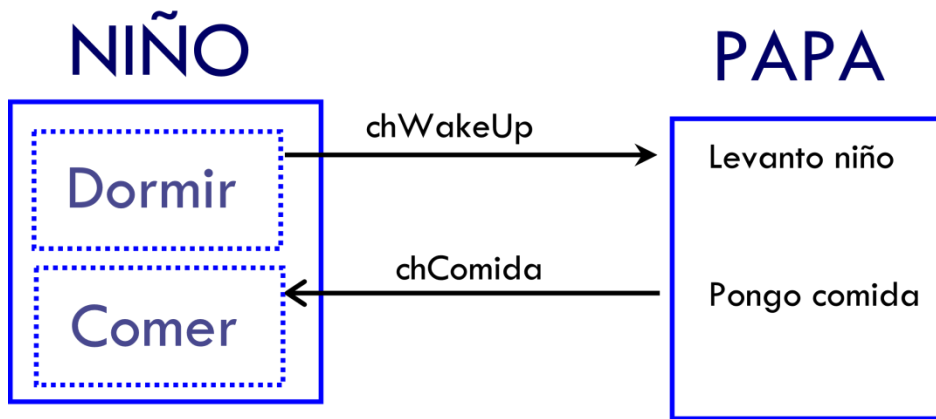 NIÑO
PAPA
chWakeUp
Dormir
Levanto niño
chComida
Comer
Pongo comida